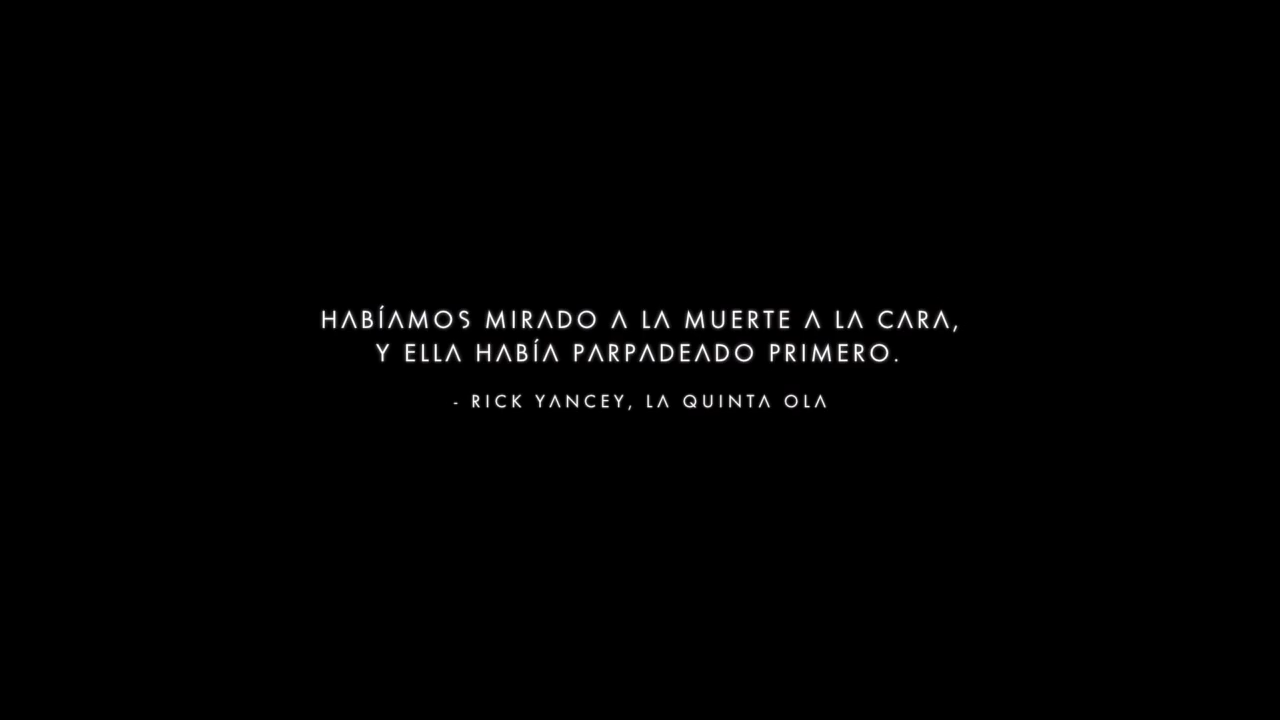 HABÍAMOS MIRADO A LA MUERTE A LA CARA,
Y ELLA HABÍA PARPADEADO PRIMERO.
- RICK YANCEY, LA QUINTA OLA